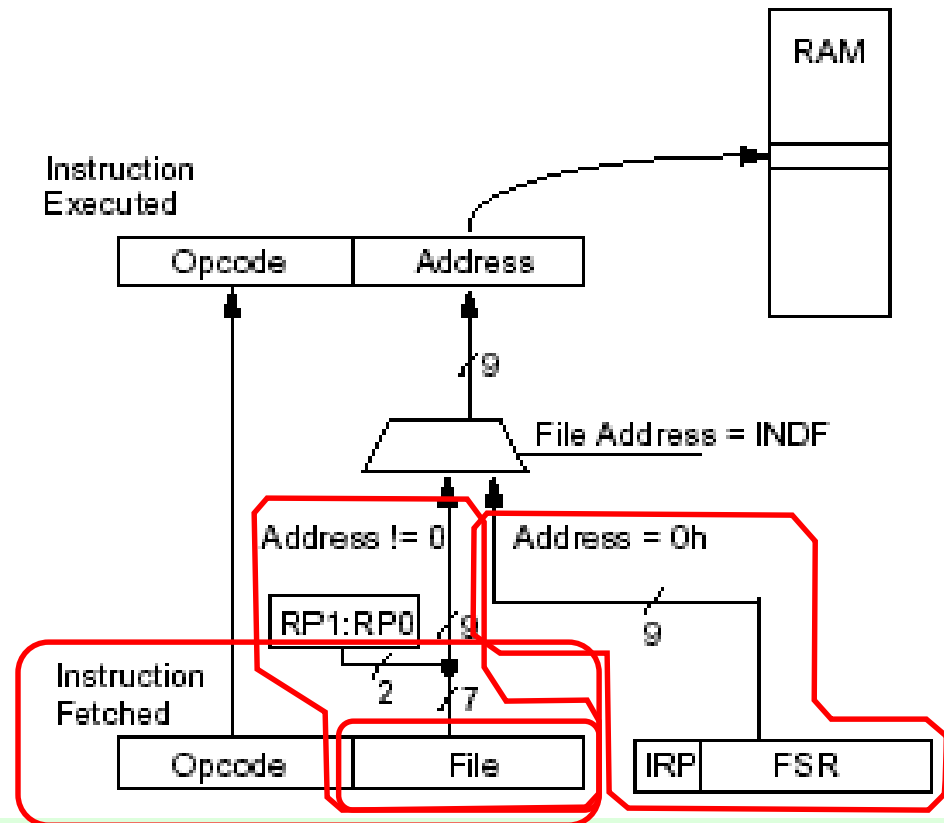 RAM
Instruction
Executed
Opcode
Address
9
File Address = INDF
Address != 0
Address = 0h
RP1:RP0
9
9
2
7
Instruction
Fetched
Opcode
File
IRP
FSR